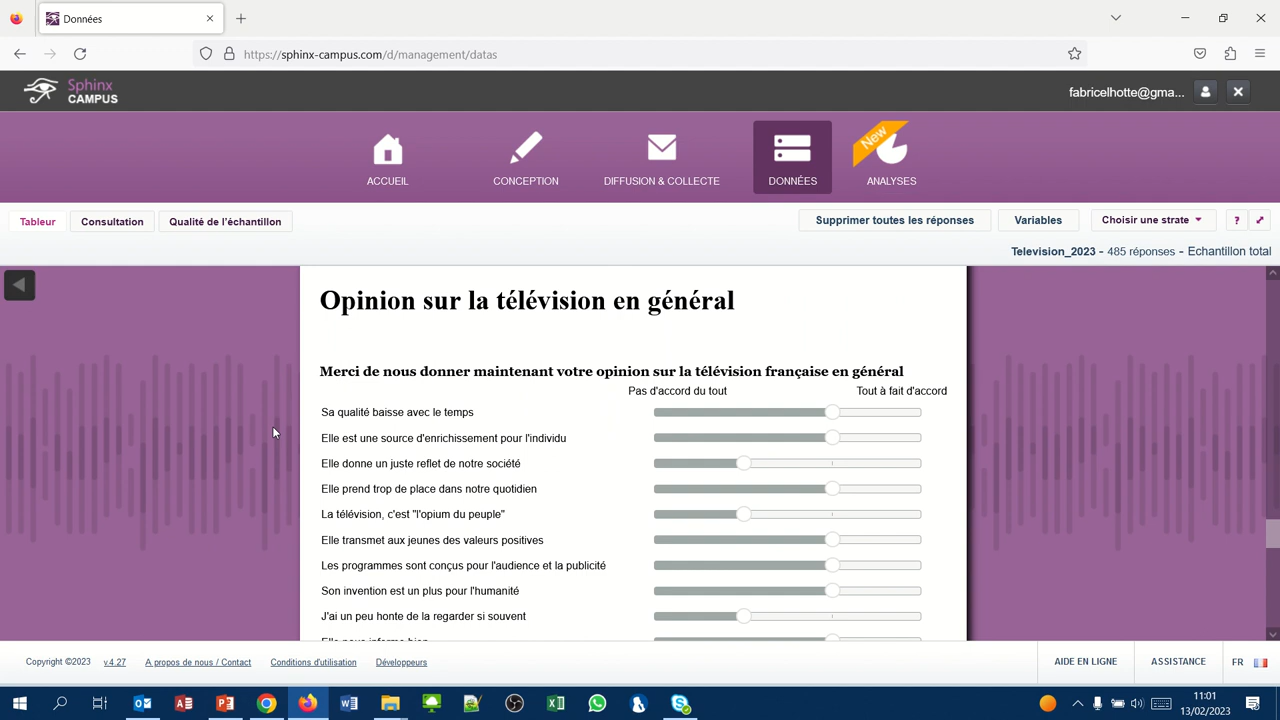 Données
https://sphinx-campus.com/d/management/datas
Sphinx
CAMPUS
fabricelhotte@gma...
New
ACCUEIL
CONCEPTION
DIFFUSION & COLLECTE
DONNÉES
ANALYSES
Tableur
Consultation
Qualité de l'échantillon
Supprimer toutes les réponses
Variables
Choisir une strate
?
Television_2023 - 485 réponses - Echantillon total
Opinion sur la télévision en général
Merci de nous donner maintenant votre opinion sur la télévision française en général
Pas d'accord du tout Tout à fait d'accord
Sa qualité baisse avec le temps
Elle est une source d'enrichissement pour l'individu
Elle donne un juste reflet de notre société
Elle prend trop de place dans notre quotidien
La télévision, c'est "l'opium du peuple"
Elle transmet aux jeunes des valeurs positives
Les programmes sont conçus pour l'audience et la publicité
Son invention est un plus pour l'humanité
J'ai un peu honte de la regarder si souvent
Elle nous informe bien
Copyright ©2023
v.4.27
A propos de nous / Contact
Conditions d'utilisation
Développeurs
AIDE EN LIGNE
ASSISTANCE
FR
11:01
13/02/2023